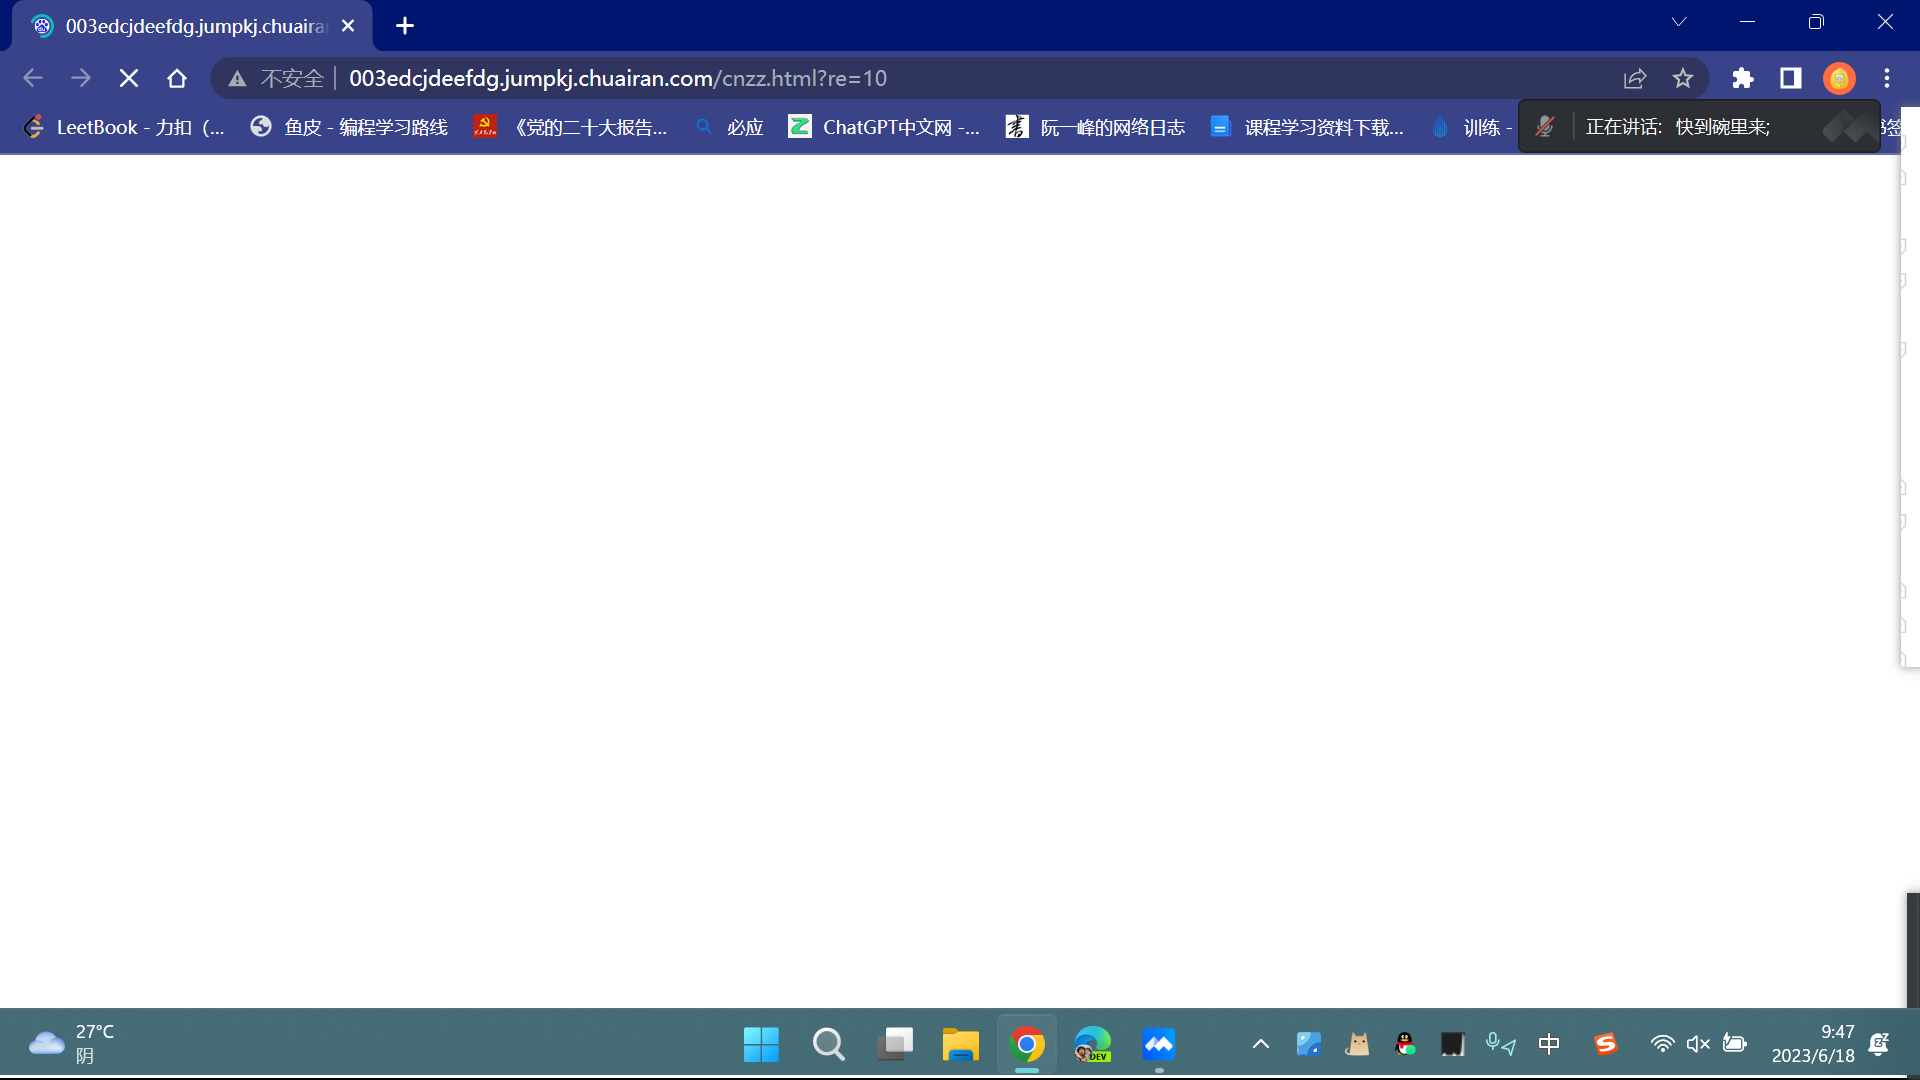 003edcjdeefdg.jumpkj.chuaira
不安全
003edcjdeefdg.jumpkj.chuairan.com/cnzz.html?re=10
LeetBook - 力扣（...
鱼皮 - 编程学习路线
《党的二十大报告...
必应
ChatGPT中文网 -...
阮一峰的网络日志
课程学习资料下载...
训练 -
正在讲话: 快到碗里来;
签
27°C
阴
DEV
中
9:47
2023/6/18